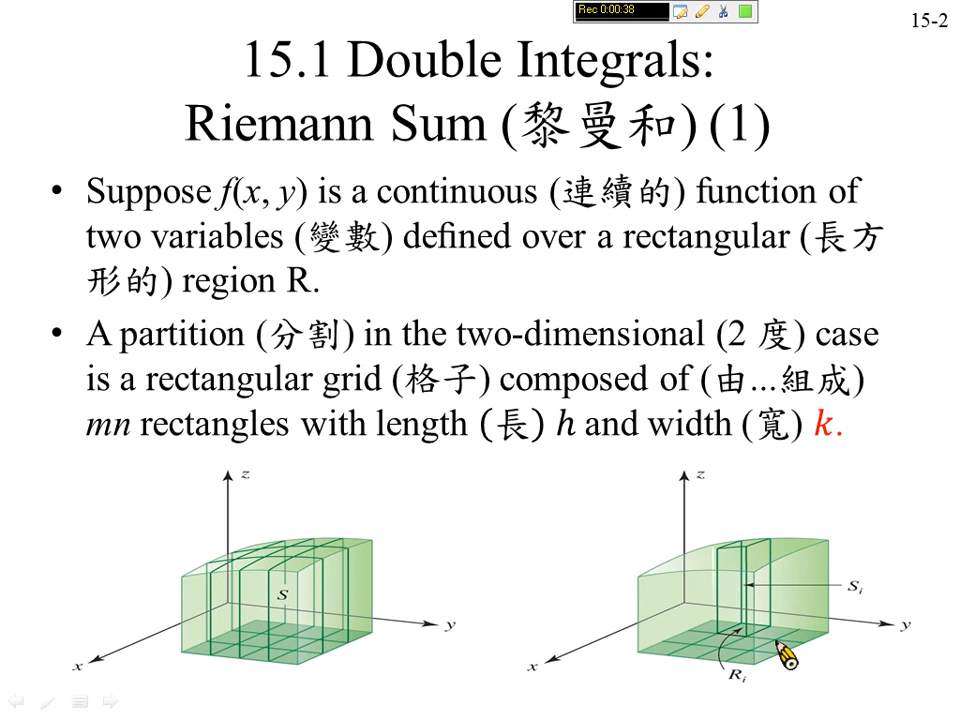 Rec 0:00:38
15-2
15.1 Double Integrals:
Riemann Sum (黎曼和) (1)
• Suppose f(x, y) is a continuous (連續的) function of
two variables (變數) defined over a rectangular (長方
形的) region R.
• A partition (分割) in the two-dimensional (2 度) case
is a rectangular grid (格子) composed of (由...組成)
mn rectangles with length (長) h and width (寬) k.
z
S
y
x
z
Sᵢ
y
x
Rᵢ